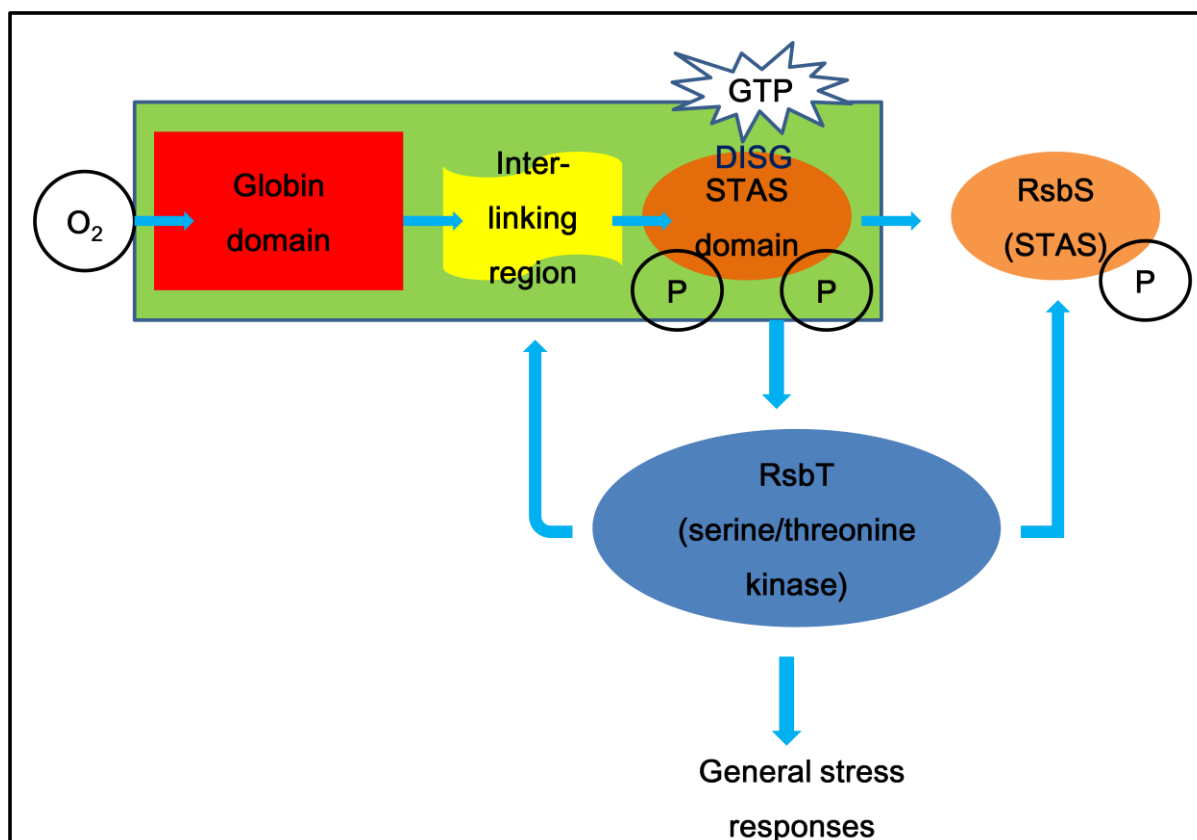 GTP
O₂
Globin
domain
Inter-
linking
region
DISG
STAS
domain
P
P
RsbS
(STAS)
P
RsbT
(serine/threonine
kinase)
General stress
responses